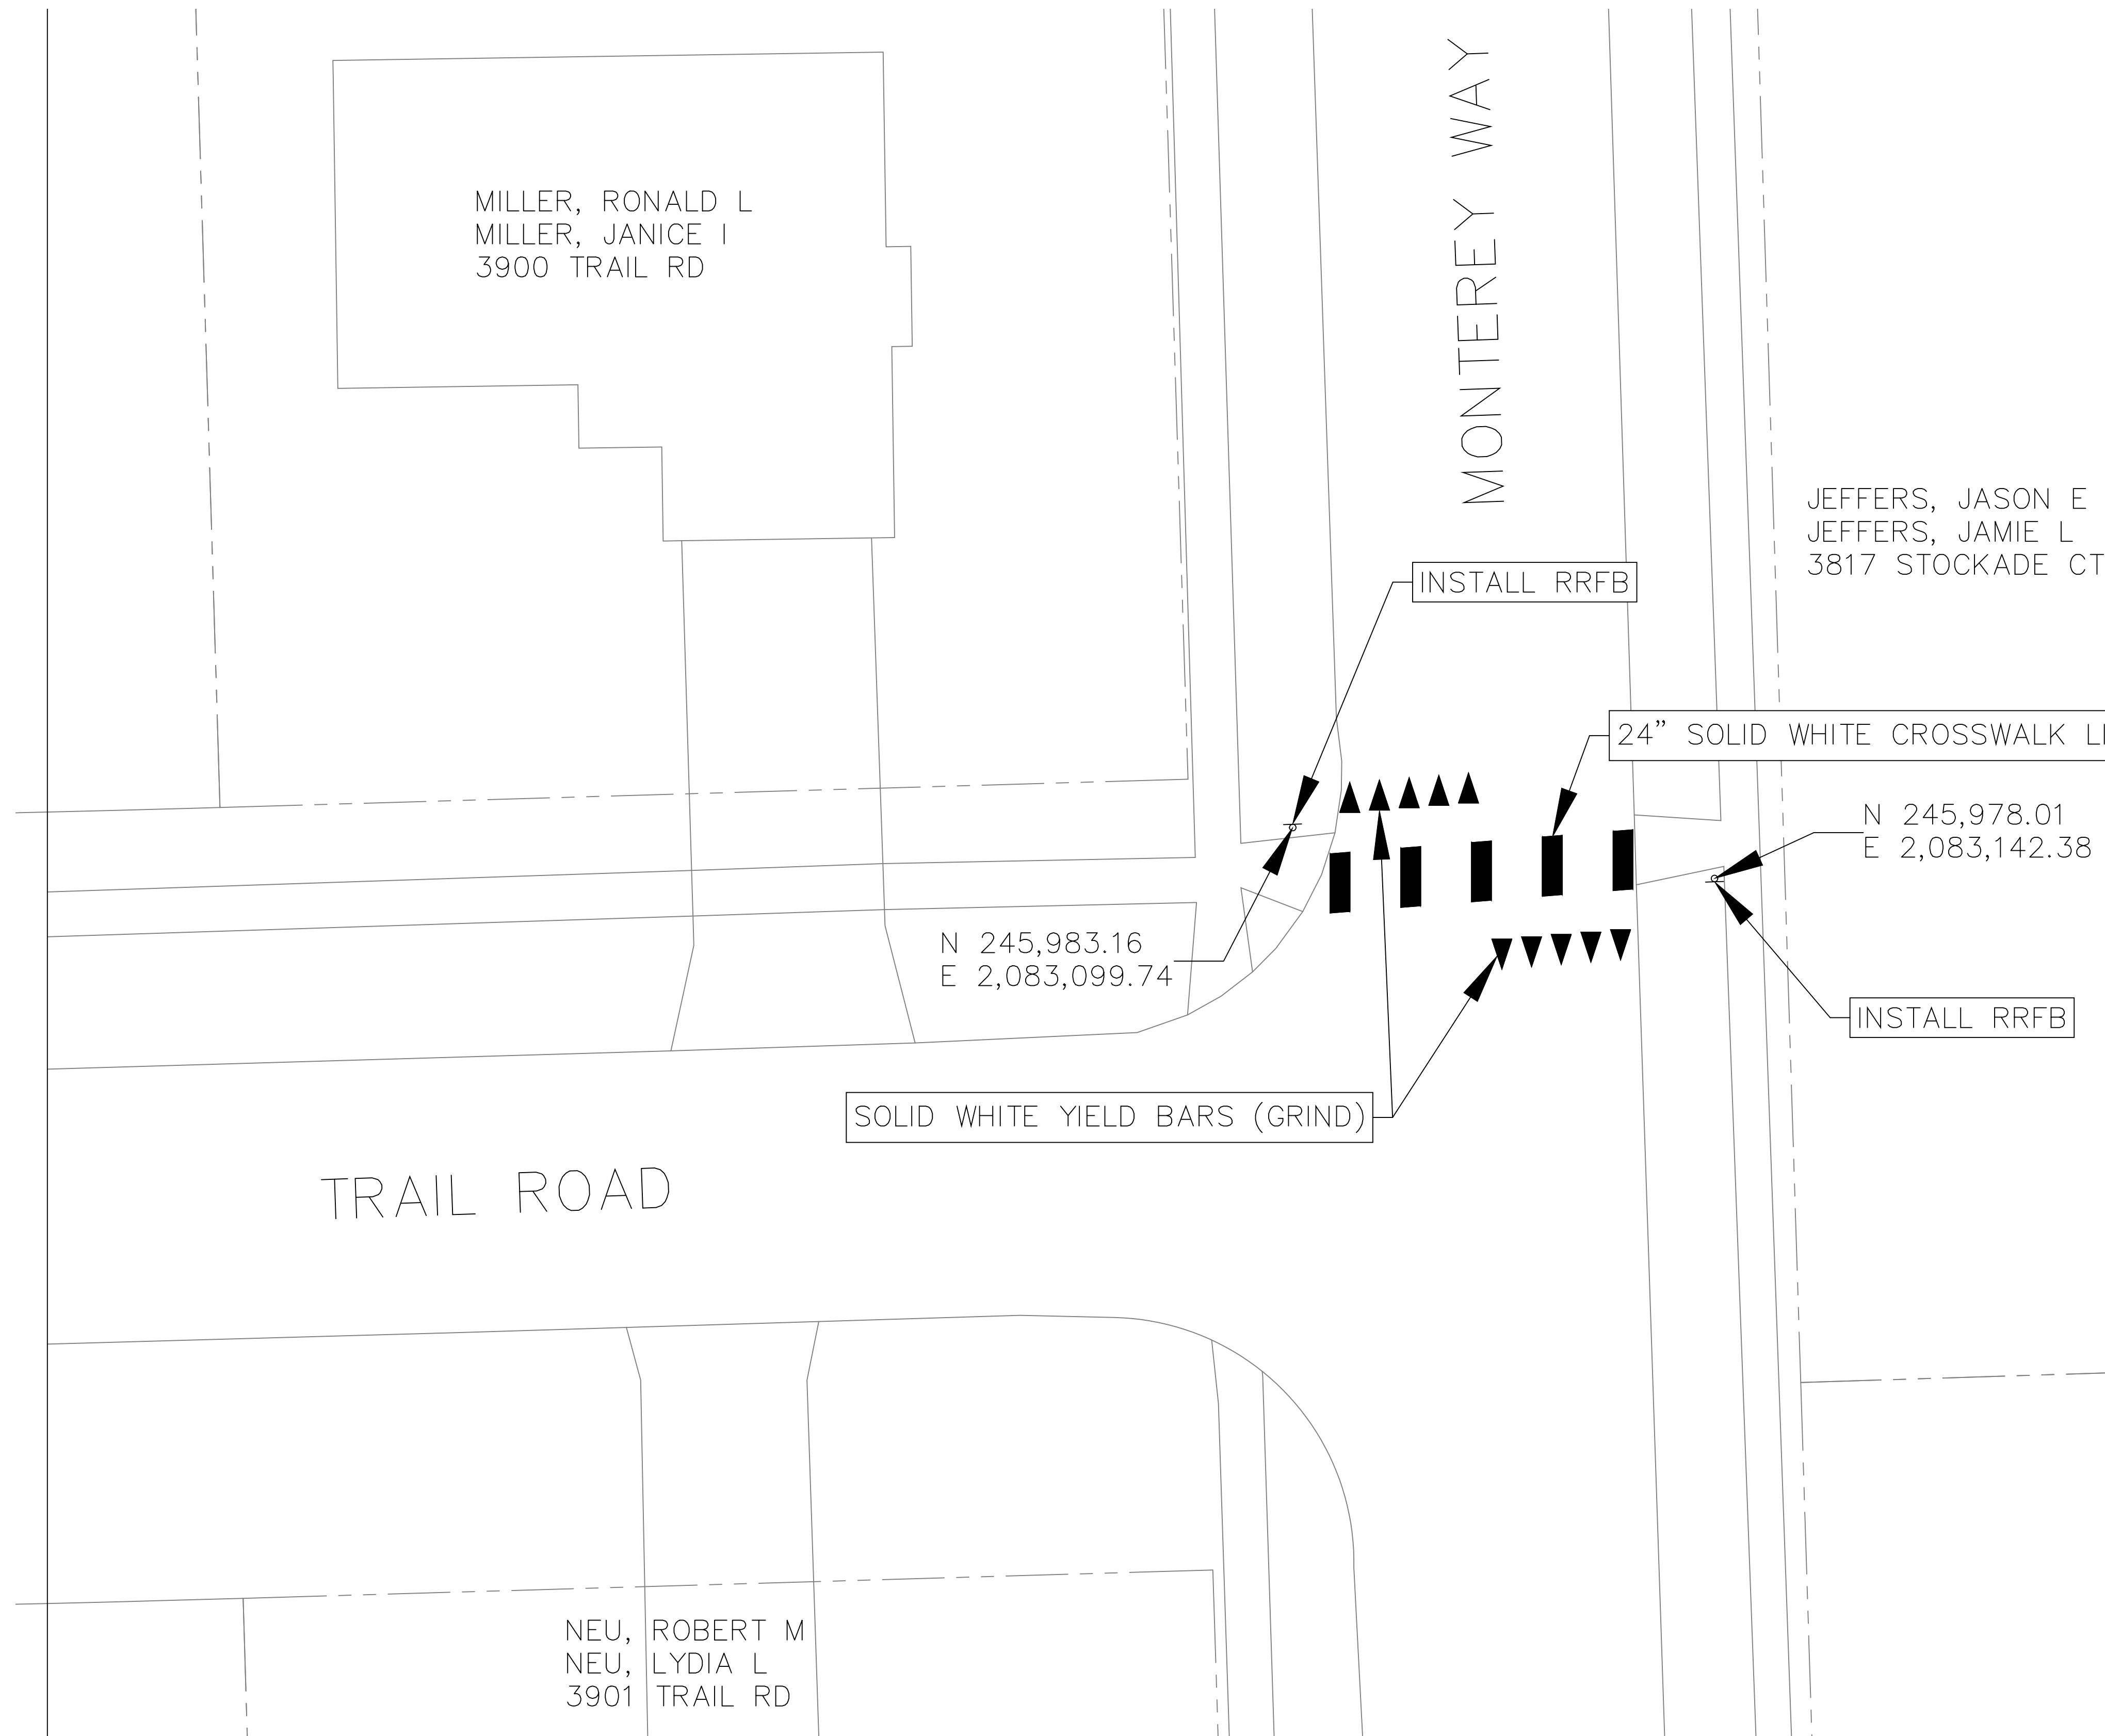 MILLER, RONALD L
MILLER, JANICE I
3900 TRAIL RD
MONTEREY WAY
JEFFERS, JASON E
JEFFERS, JAMIE L
3817 STOCKADE CT
INSTALL RRFB
24" SOLID WHITE CROSSWALK
N 245,978.01
E 2,083,142.38
N 245,983.16
E 2,083,099.74
INSTALL RRFB
SOLID WHITE YIELD BARS (GRIND)
TRAIL ROAD
NEU, ROBERT M
NEU, LYDIA L
3901 TRAIL RD